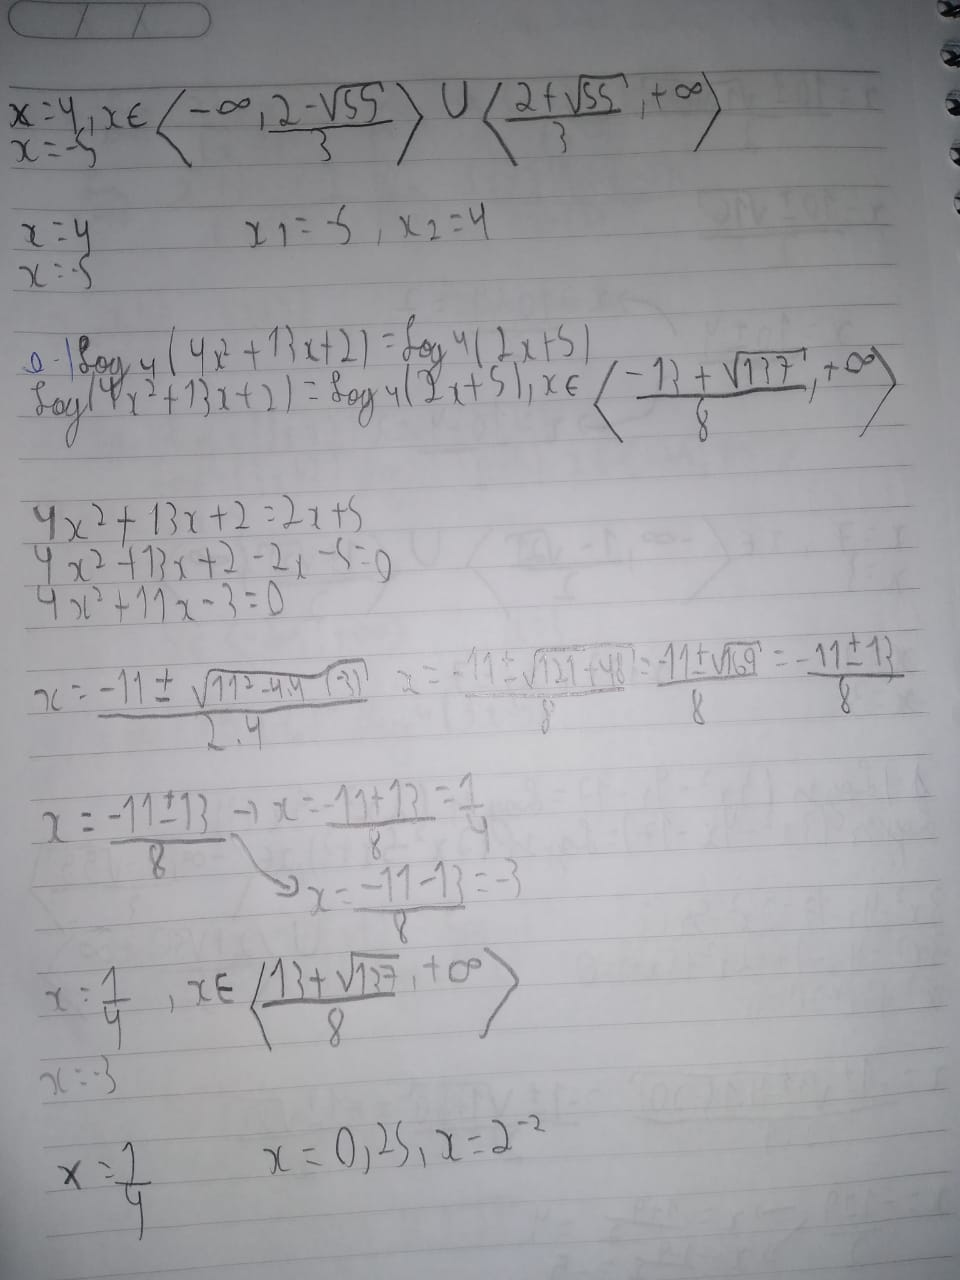 x=4, x∈⟨-∞, 2-√55/3⟩ U ⟨2+√55/3, +∞⟩
x=-5
x=4 x1=-5, x2=4
x=-5
e-) log4(4x²+13x+2)=log4(2x+5)
log(4x²+13x+2)=log4(2x+5), x∈⟨-13+√137/8, +∞⟩
4x²+13x+2=2x+5
4x²+13x+2-2x-5=0
4x²+11x-3=0
x=-11±√11²-4.4(-3)/2.4 x=-11±√121+48/8=-11±√169/8=-11±13/8
x=-11±13/8 → x=-11+13/8=1/4
x=-11-13/8=-3
x=1/4, x∈⟨13+√137/8, +∞⟩
x=-3
x=1/4 x=0,25, x=2⁻²